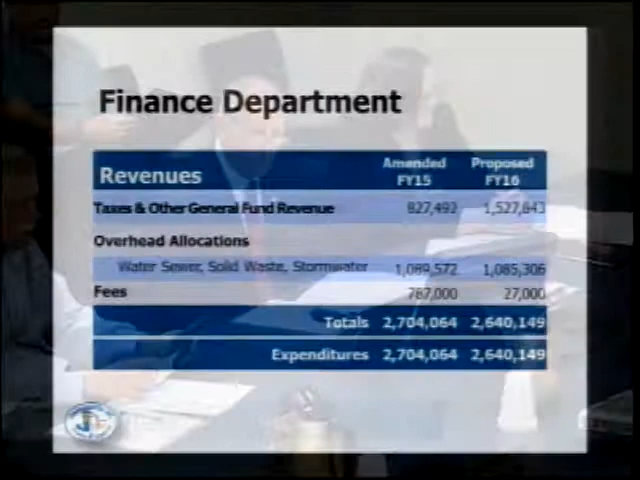 Finance Department
Revenues Amended FY15 Proposed FY16
Taxes & Other General Fund Revenue 827,492 1,527,843
Overhead Allocations
Water Sewer, Solid Waste, Stormwater 1,089,572 1,085,306
Fees 787,000 27,000
Totals 2,704,064 2,640,149
Expenditures 2,704,064 2,640,149